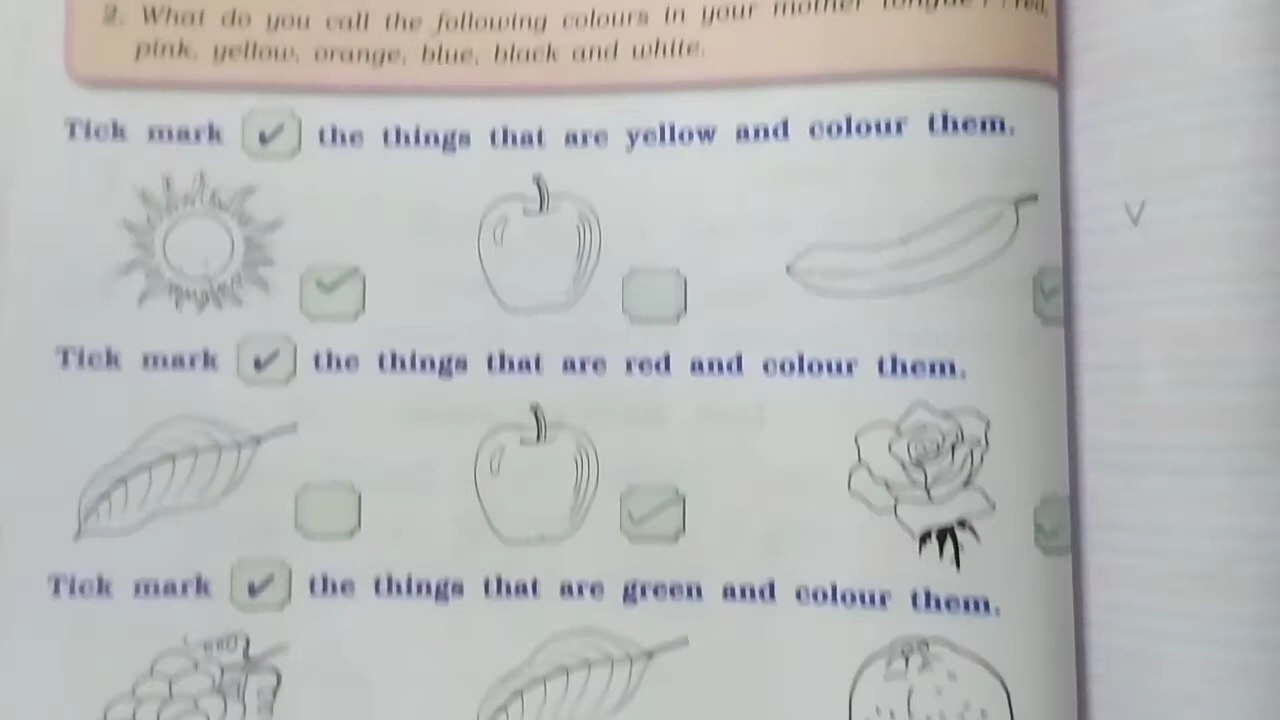 2. What do you call the following colours in your mother tongue? : red,
pink, yellow, orange, blue, black and white.
Tick mark ✓ the things that are yellow and colour them.
Tick mark ✓ the things that are red and colour them.
Tick mark ✓ the things that are green and colour them.